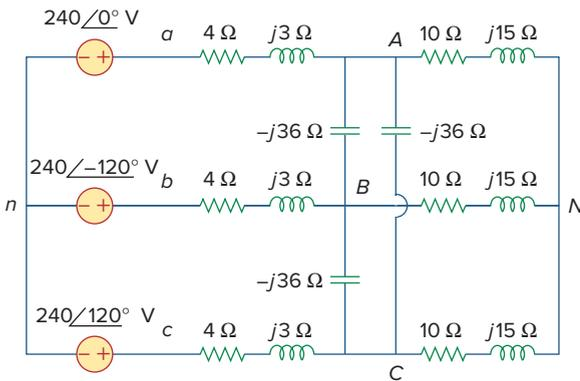 240/0° V a 4 Ω j3 Ω A 10 Ω j15 Ω
− +
−j36 Ω −j36 Ω
240/−120° V b 4 Ω j3 Ω B 10 Ω j15 Ω
n − + N
−j36 Ω
240/120° V c 4 Ω j3 Ω 10 Ω j15 Ω
− +
C